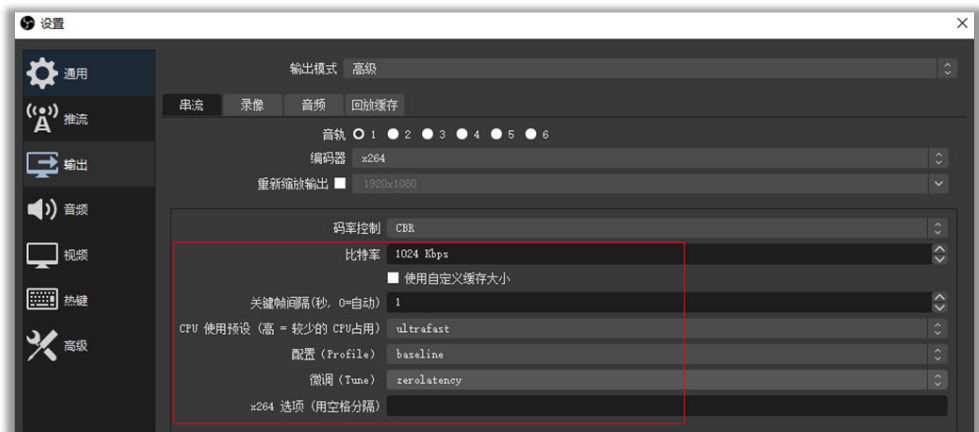 设置
通用
推流
输出
音频
视频
热键
高级
输出模式 高级
串流 录像 音频 回放缓存
音轨 1 2 3 4 5 6
编码器 x264
重新缩放输出 1920x1080
码率控制 CBR
比特率 1024 Kbps
使用自定义缓存大小
关键帧间隔(秒, 0=自动) 1
CPU 使用预设 (高 = 较少的 CPU占用) ultrafast
配置 (Profile) baseline
微调 (Tune) zerolatency
x264 选项 (用空格分隔)